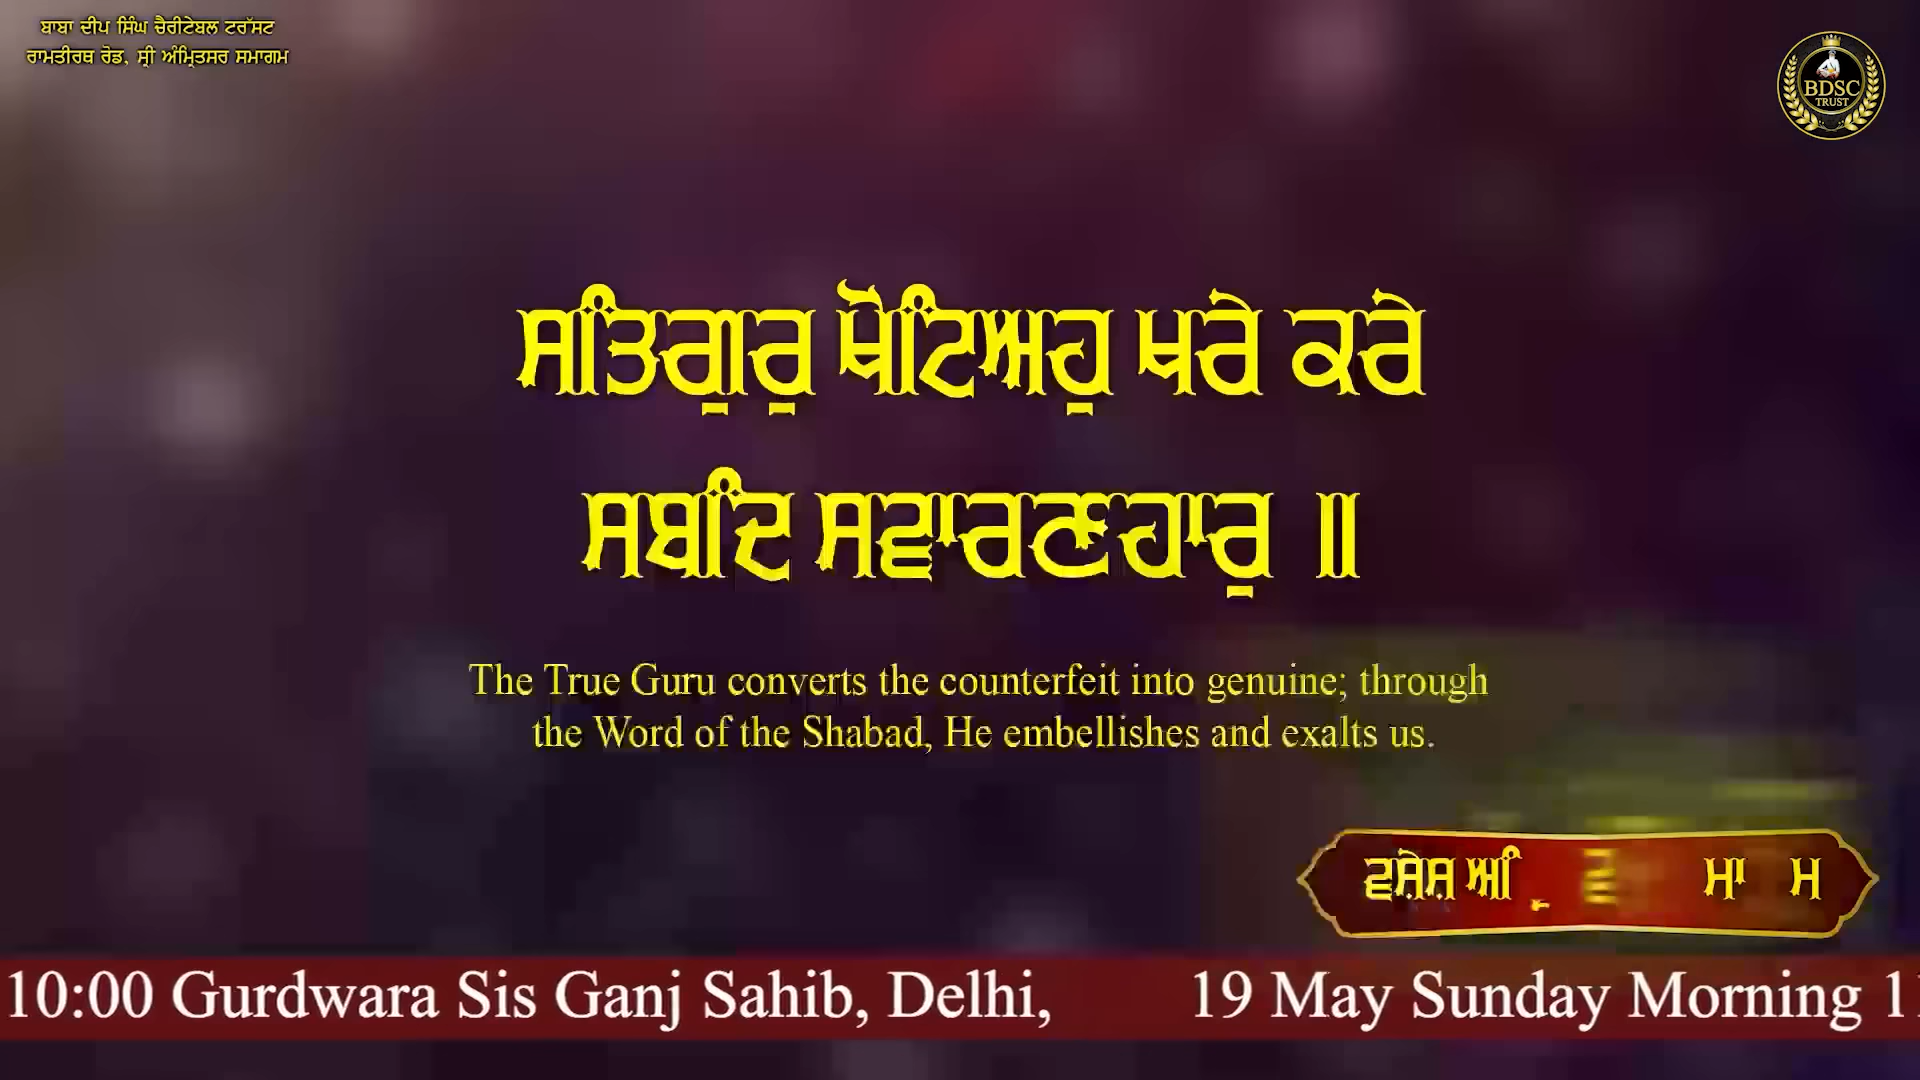 ਬਾਬਾ ਦੀਪ ਸਿੰਘ ਚੈਰੀਟੇਬਲ ਟਰੱਸਟ
ਰਾਮਤੀਰਥ ਰੋਡ, ਸ੍ਰੀ ਅੰਮ੍ਰਿਤਸਰ ਸਮਾਗਮ
BDSC
TRUST
ਸਤਿਗੁਰੁ ਖੋਟਿਅਹੁ ਖਰੇ ਕਰੇ
ਸਬਦਿ ਸਵਾਰਣਹਾਰੁ ॥
The True Guru converts the counterfeit into genuine; through
the Word of the Shabad, He embellishes and exalts us.
10:00 Gurdwara Sis Ganj Sahib, Delhi, 19 May Sunday Morning